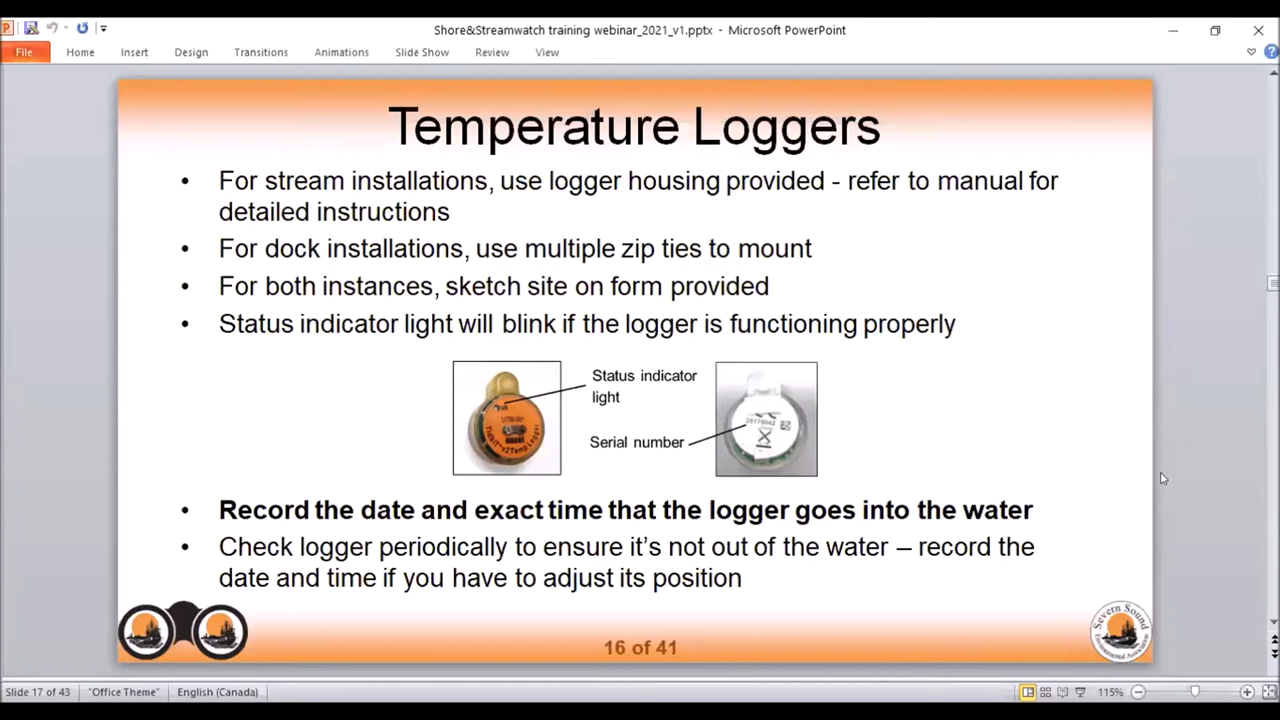 Shore&Streamwatch training webinar_2021_v1.pptx - Microsoft PowerPoint
File Home Insert Design Transitions Animations Slide Show Review View
Temperature Loggers
• For stream installations, use logger housing provided - refer to manual for
detailed instructions
• For dock installations, use multiple zip ties to mount
• For both instances, sketch site on form provided
• Status indicator light will blink if the logger is functioning properly
Status indicator
light
Serial number
• Record the date and exact time that the logger goes into the water
• Check logger periodically to ensure it's not out of the water – record the
date and time if you have to adjust its position
16 of 41
Severn Sound
Environmental Association
Slide 17 of 43 "Office Theme" English (Canada) 115%